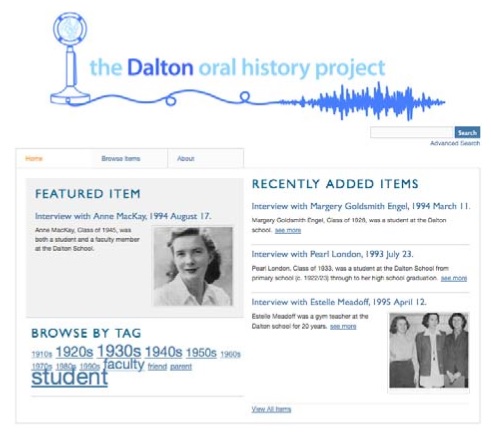 the Dalton oral history project
Search
Advanced Search
Home
Browse Items
About
FEATURED ITEM
Interview with Anne MacKay, 1994 August 17.
Anne MacKay, Class of 1945, was
both a student and a faculty member
at the Dalton School.
BROWSE BY TAG
1910s 1920s 1930s 1940s 1950s 1960s
1970s 1980s 1990s faculty friend parent
student
RECENTLY ADDED ITEMS
Interview with Margery Goldsmith Engel, 1994 March 11.
Margery Goldsmith Engel, Class of 1928, was a student at the Dalton
school. see more
Interview with Pearl London, 1993 July 23.
Pearl London, Class of 1933, was a student at the Dalton School from
primary school (c. 1922/23) through to her high school graduation. see more
Interview with Estelle Meadoff, 1995 April 12.
Estelle Meadoff was a gym teacher at the
Dalton school for 20 years. see more
View All Items